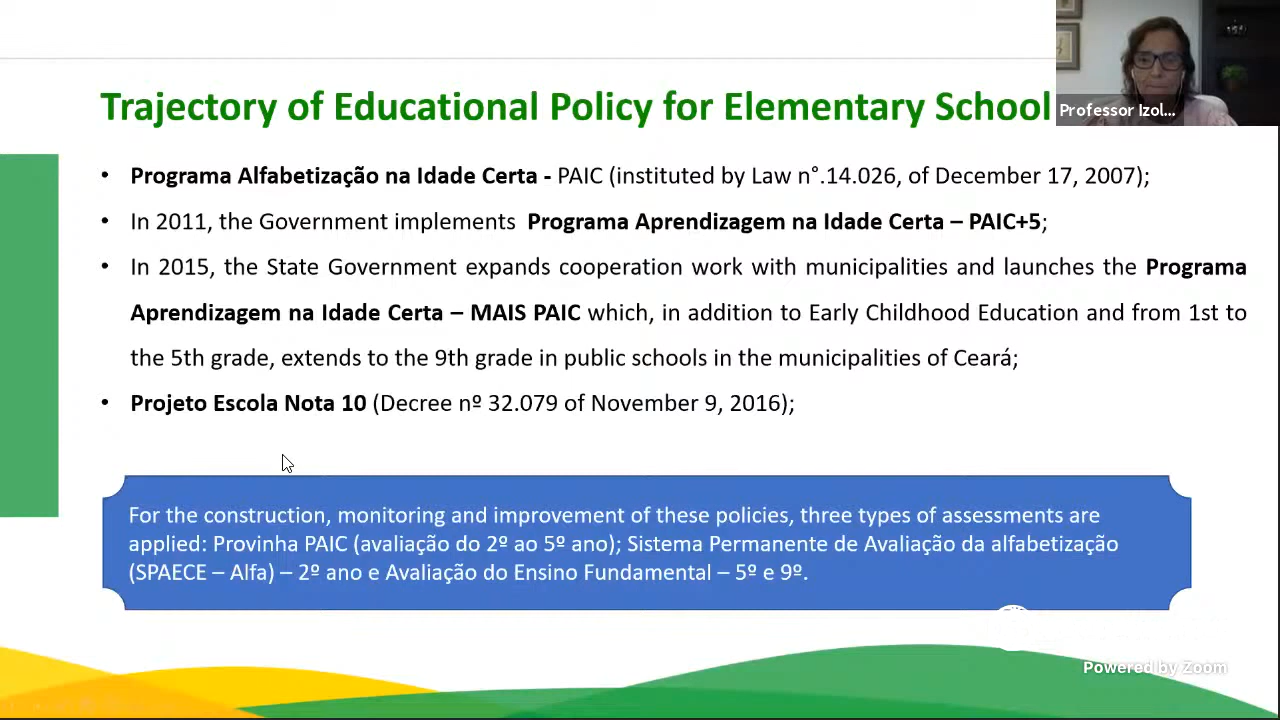 Trajectory of Educational Policy for Elementary School
Professor Izol...
• Programa Alfabetização na Idade Certa - PAIC (instituted by Law n°.14.026, of December 17, 2007);
• In 2011, the Government implements Programa Aprendizagem na Idade Certa – PAIC+5;
• In 2015, the State Government expands cooperation work with municipalities and launches the Programa
Aprendizagem na Idade Certa – MAIS PAIC which, in addition to Early Childhood Education and from 1st to
the 5th grade, extends to the 9th grade in public schools in the municipalities of Ceará;
• Projeto Escola Nota 10 (Decree nº 32.079 of November 9, 2016);
For the construction, monitoring and improvement of these policies, three types of assessments are
applied: Provinha PAIC (avaliação do 2º ao 5º ano); Sistema Permanente de Avaliação da alfabetização
(SPAECE – Alfa) – 2º ano e Avaliação do Ensino Fundamental – 5º e 9º.
Powered by Zoom